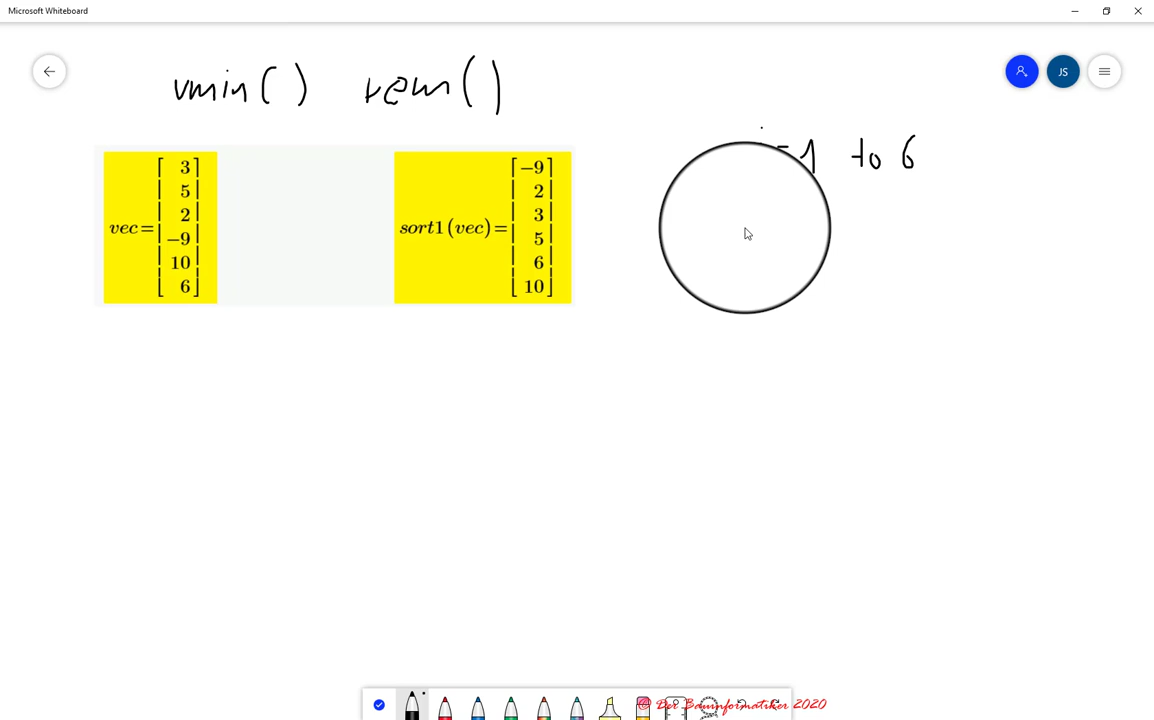 Microsoft Whiteboard
vmin( ) rem( )
JS
=1 to 6
vec= [ 3 5 2 −9 10 6 ]
sort1(vec)= [ −9 2 3 5 6 10 ]
© Der Bauinformatiker 2020